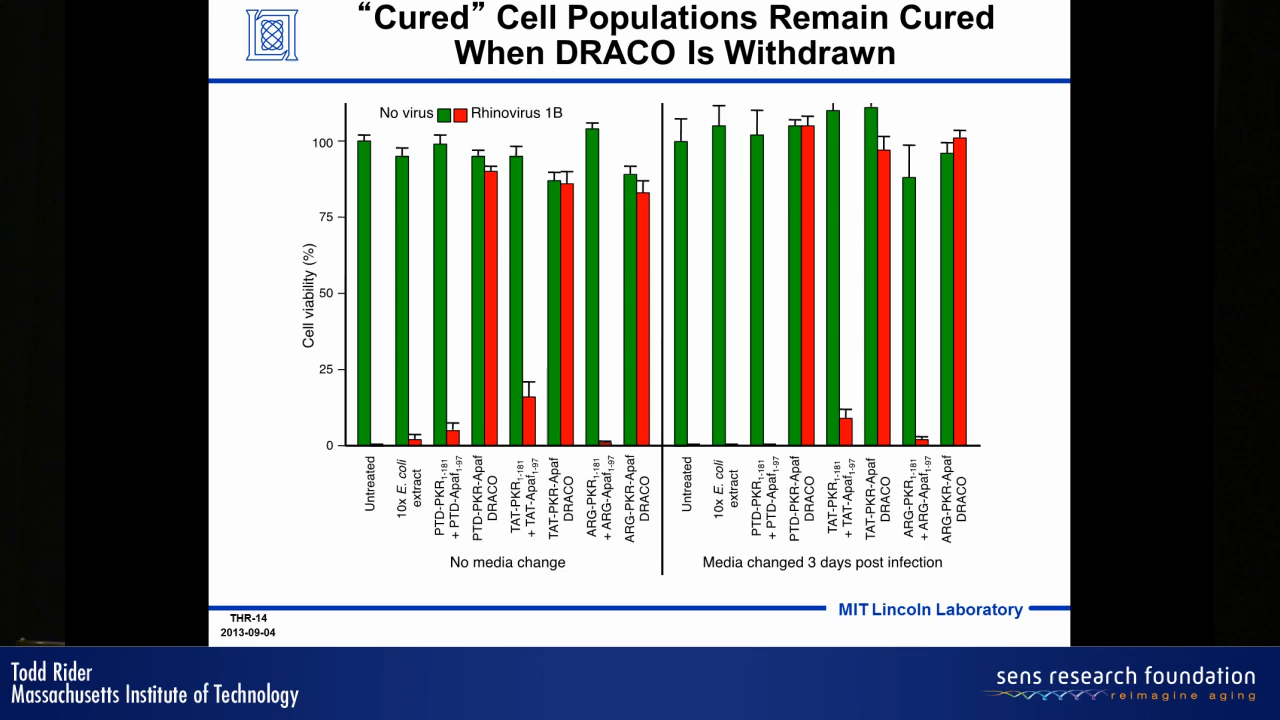 “Cured” Cell Populations Remain Cured
When DRACO Is Withdrawn
No virus Rhinovirus 1B
Cell viability (%)
100
75
50
25
0
Untreated
10x E. coli
extract
PTD-PKR1-181
+ PTD-Apaf1-97
PTD-PKR-Apaf
DRACO
TAT-PKR1-181
+ TAT-Apaf1-97
TAT-PKR-Apaf
DRACO
ARG-PKR1-181
+ ARG-Apaf1-97
ARG-PKR-Apaf
DRACO
Untreated
10x E. coli
extract
PTD-PKR1-181
+ PTD-Apaf1-97
PTD-PKR-Apaf
DRACO
TAT-PKR1-181
+ TAT-Apaf1-97
TAT-PKR-Apaf
DRACO
ARG-PKR1-181
+ ARG-Apaf1-97
ARG-PKR-Apaf
DRACO
No media change
Media changed 3 days post infection
MIT Lincoln Laboratory
THR-14
2013-09-04
Todd Rider
Massachusetts Institute of Technology
sens research foundation
reimagine aging